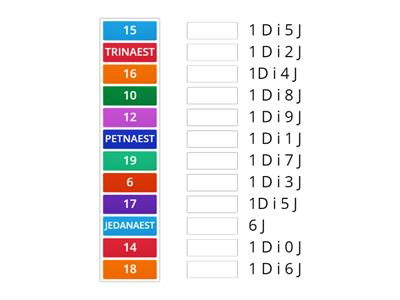 15 1 D i 5 J
TRINAEST 1 D i 2 J
16 1D i 4 J
10 1 D i 8 J
12 1 D i 9 J
PETNAEST 1 D i 1 J
19 1 D i 7 J
6 1 D i 3 J
17 1D i 5 J
JEDANAEST 6 J
14 1 D i 0 J
18 1 D i 6 J